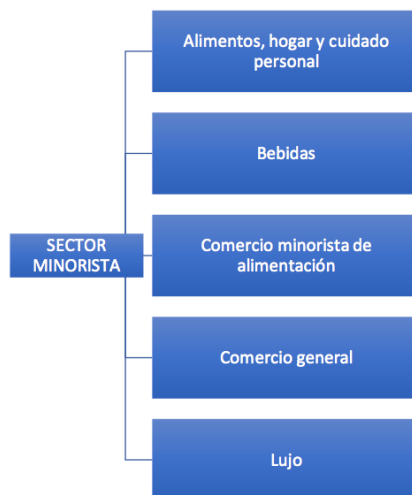 Alimentos, hogar y cuidado
personal
Bebidas
SECTOR
MINORISTA
Comercio minorista de
alimentación
Comercio general
Lujo